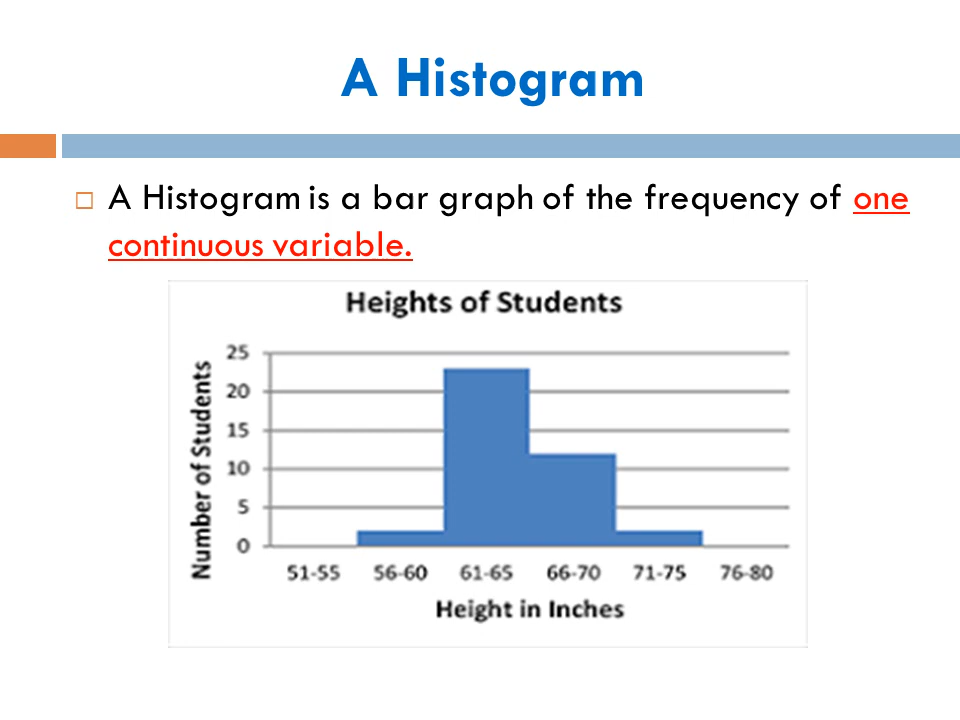 A Histogram
A Histogram is a bar graph of the frequency of one
continuous variable.
Heights of Students
Number of Students
25
20
15
10
5
0
51-55 56-60 61-65 66-70 71-75 76-80
Height in Inches